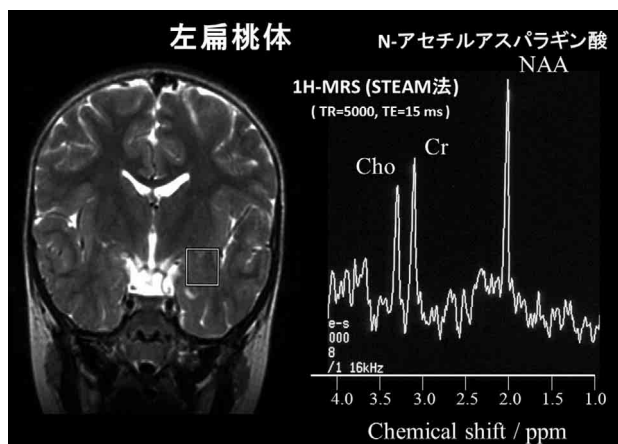 左扁桃体
N-アセチルアスパラギン酸
NAA
1H-MRS (STEAM法)
( TR=5000, TE=15 ms )
Cr
Cho
e-s
000
8
/1 16kHz
4.0 3.5 3.0 2.5 2.0 1.5 1.0
Chemical shift / ppm